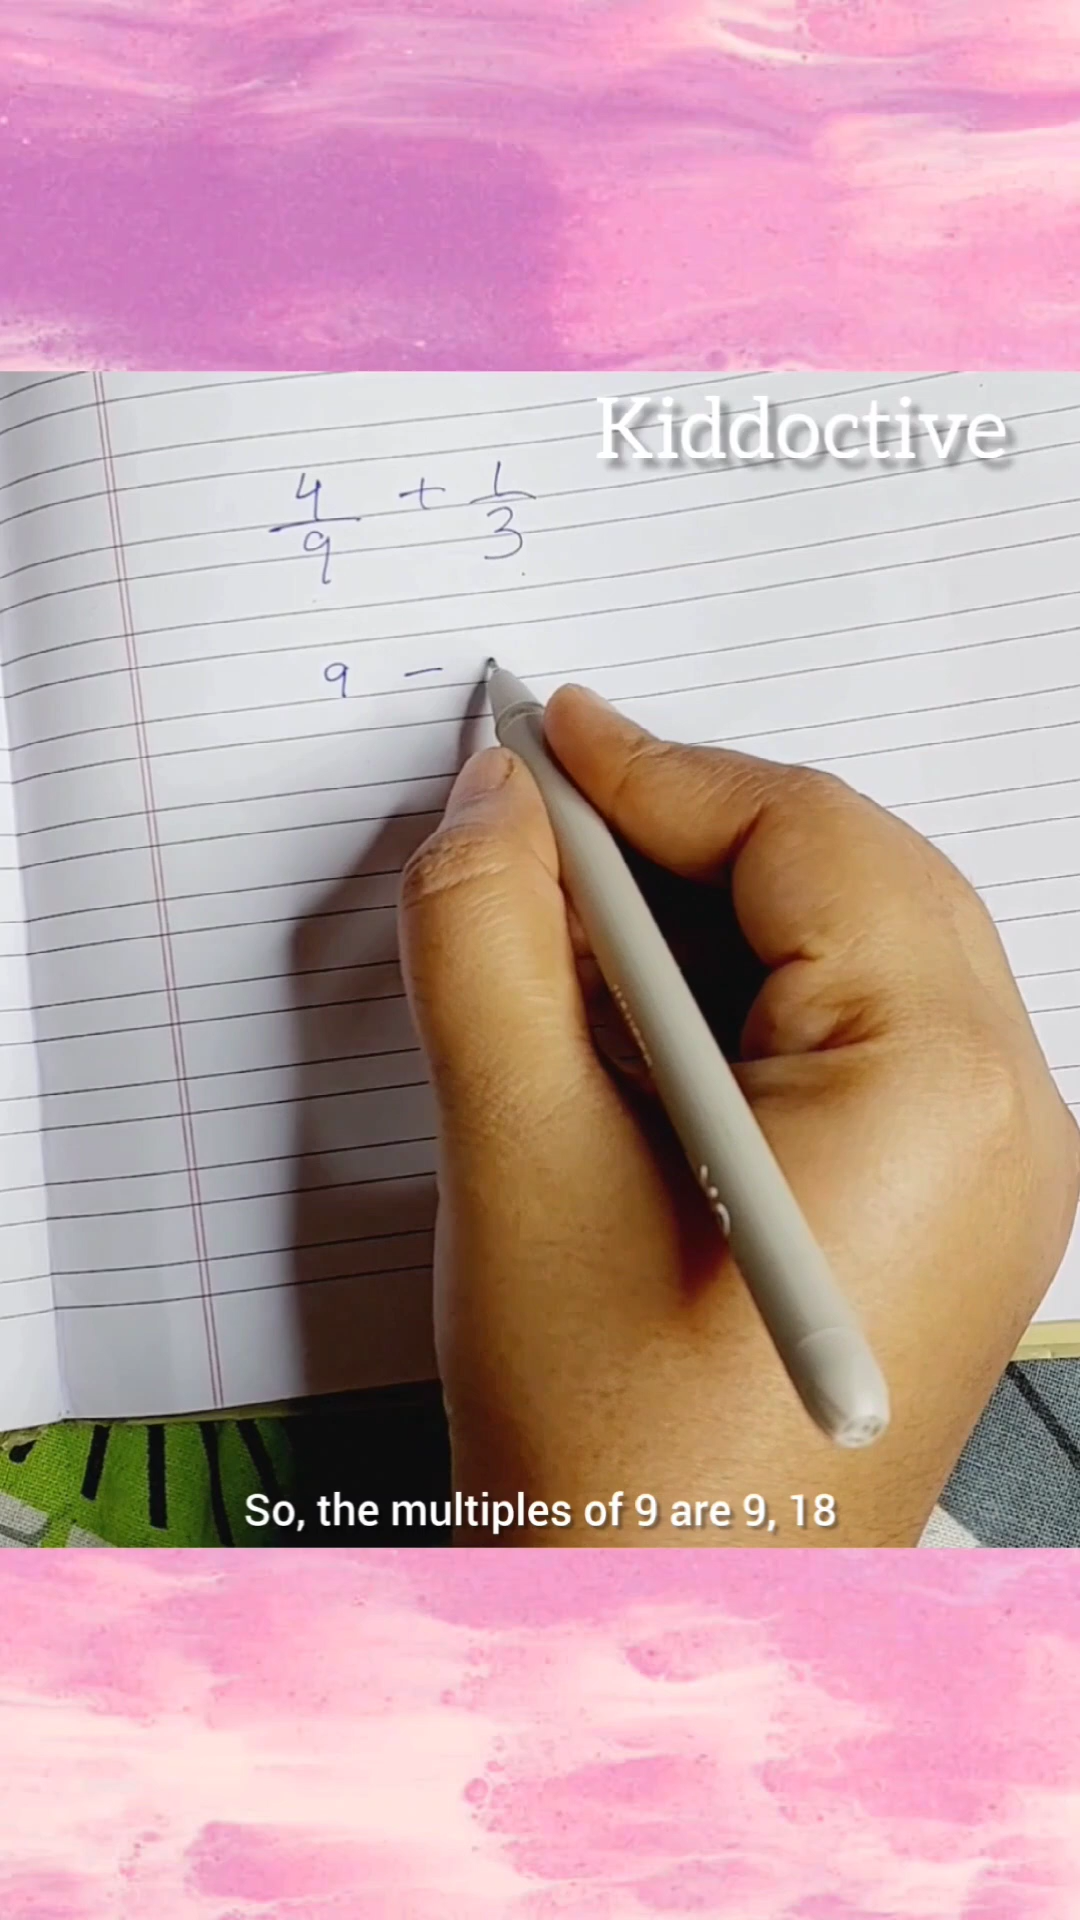 Kiddoctive
4/9 + 1/3
9 -
So, the multiples of 9 are 9, 18